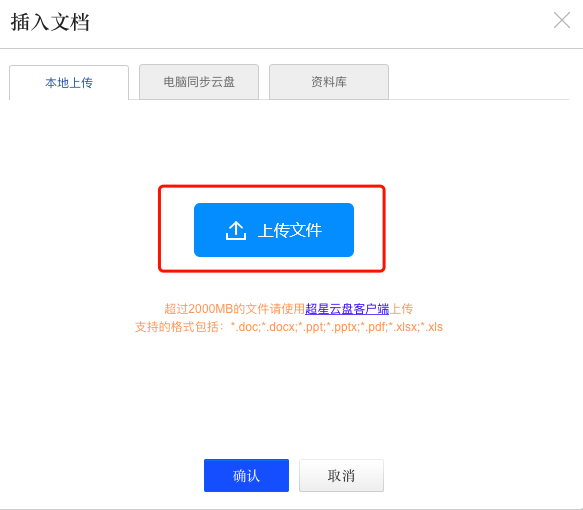 插入文档
本地上传
电脑同步云盘
资料库
上传文件
超过2000MB的文件请使用超星云盘客户端上传
支持的格式包括：*.doc;*.docx;*.ppt;*.pptx;*.pdf;*.xlsx;*.xls
确认
取消